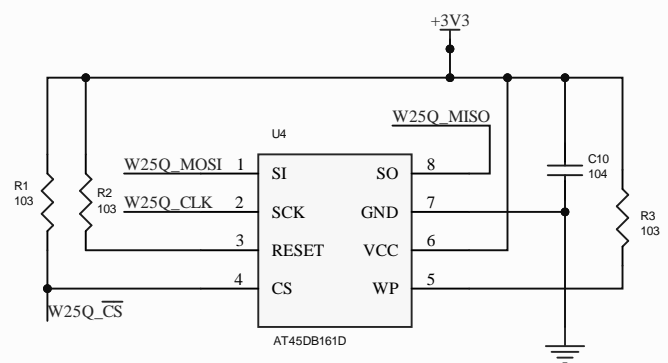 +3V3
W25Q_MISO
U4
W25Q_MOSI 1 SI SO 8
C10
104
R1
103
R2
103
W25Q_CLK 2 SCK GND 7
R3
103
3 RESET VCC 6
4 CS WP 5
W25Q_CS
AT45DB161D